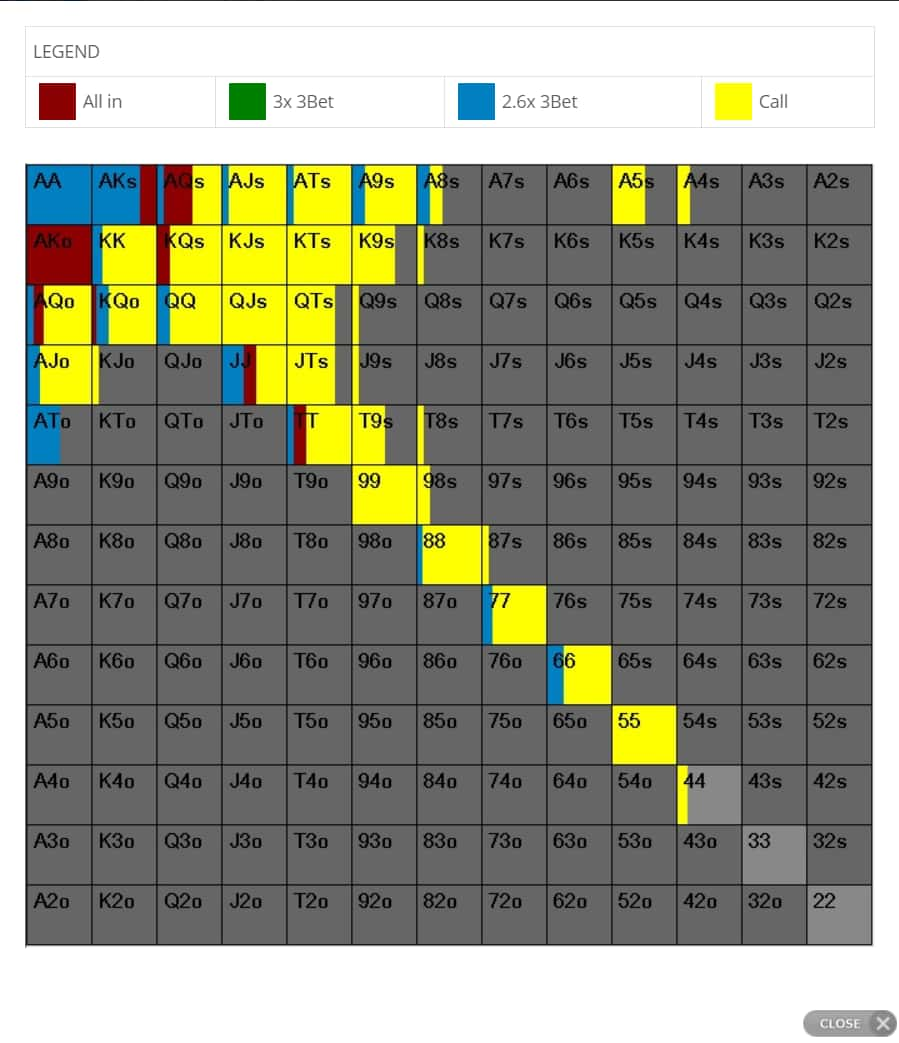 LEGEND
All in 3x 3Bet 2.6x 3Bet Call
AA AKs AQs AJs ATs A9s A8s A7s A6s A5s A4s A3s A2s
AKo KK KQs KJs KTs K9s K8s K7s K6s K5s K4s K3s K2s
AQo KQo QQ QJs QTs Q9s Q8s Q7s Q6s Q5s Q4s Q3s Q2s
AJo KJo QJo JJ JTs J9s J8s J7s J6s J5s J4s J3s J2s
ATo KTo QTo JTo TT T9s T8s T7s T6s T5s T4s T3s T2s
A9o K9o Q9o J9o T9o 99 98s 97s 96s 95s 94s 93s 92s
A8o K8o Q8o J8o T8o 98o 88 87s 86s 85s 84s 83s 82s
A7o K7o Q7o J7o T7o 97o 87o 77 76s 75s 74s 73s 72s
A6o K6o Q6o J6o T6o 96o 86o 76o 66 65s 64s 63s 62s
A5o K5o Q5o J5o T5o 95o 85o 75o 65o 55 54s 53s 52s
A4o K4o Q4o J4o T4o 94o 84o 74o 64o 54o 44 43s 42s
A3o K3o Q3o J3o T3o 93o 83o 73o 63o 53o 43o 33 32s
A2o K2o Q2o J2o T2o 92o 82o 72o 62o 52o 42o 32o 22
CLOSE